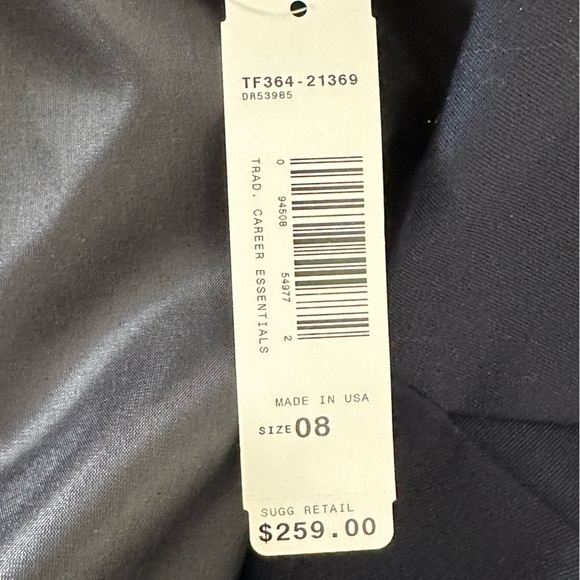 TF364-21369
DR53985
TRAD. CAREER ESSENTIALS
0 94508 54977 2
MADE IN USA
SIZE 08
SUGG RETAIL
$259.00